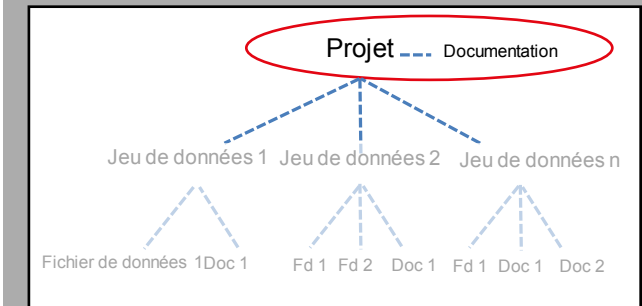 Projet Documentation
Jeu de données 1 Jeu de données 2 Jeu de données n
Fichier de données 1 Doc 1 Fd 1 Fd 2 Doc 1 Fd 1 Doc 1 Doc 2